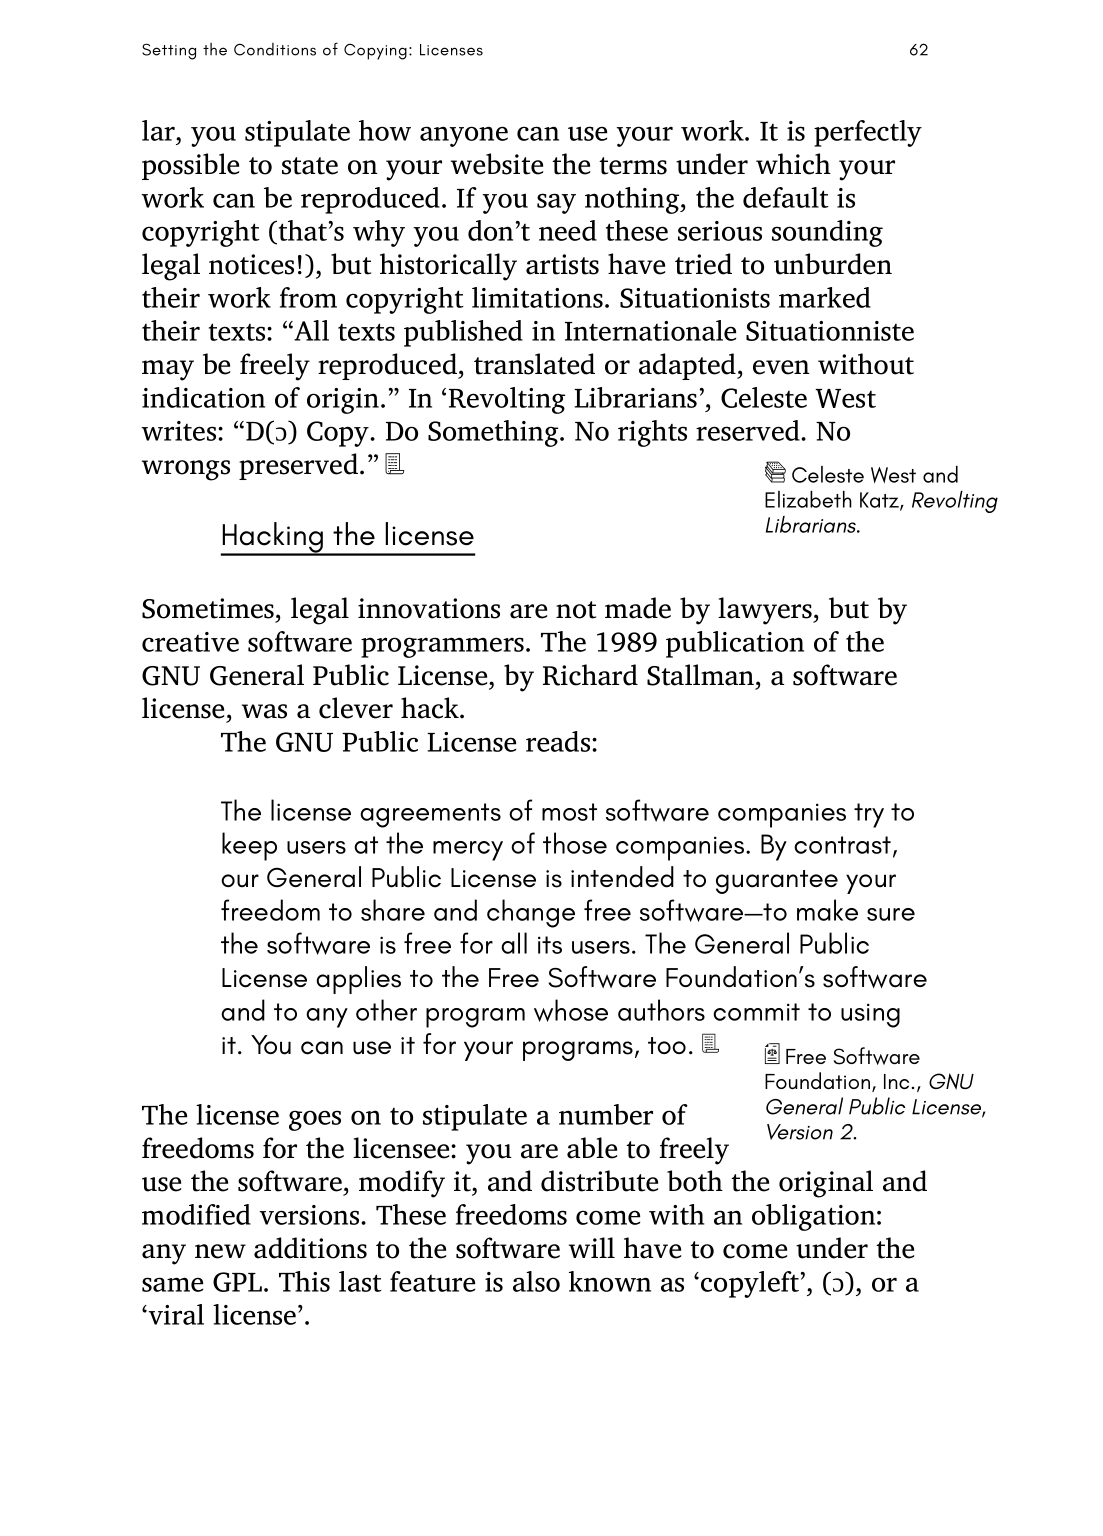 Setting the Conditions of Copying: Licenses 62
lar, you stipulate how anyone can use your work. It is perfectly
possible to state on your website the terms under which your
work can be reproduced. If you say nothing, the default is
copyright (that’s why you don’t need these serious sounding
legal notices!), but historically artists have tried to unburden
their work from copyright limitations. Situationists marked
their texts: “All texts published in Internationale Situationniste
may be freely reproduced, translated or adapted, even without
indication of origin.” In ‘Revolting Librarians’, Celeste West
writes: “D(ɔ) Copy. Do Something. No rights reserved. No
wrongs preserved.”
Celeste West and
Elizabeth Katz, Revolting
Librarians.
Hacking the license
Sometimes, legal innovations are not made by lawyers, but by
creative software programmers. The 1989 publication of the
GNU General Public License, by Richard Stallman, a software
license, was a clever hack.
The GNU Public License reads:
The license agreements of most software companies try to
keep users at the mercy of those companies. By contrast,
our General Public License is intended to guarantee your
freedom to share and change free software—to make sure
the software is free for all its users. The General Public
License applies to the Free Software Foundation’s software
and to any other program whose authors commit to using
it. You can use it for your programs, too.
Free Software
Foundation, Inc., GNU
General Public License,
Version 2.
The license goes on to stipulate a number of
freedoms for the licensee: you are able to freely
use the software, modify it, and distribute both the original and
modified versions. These freedoms come with an obligation:
any new additions to the software will have to come under the
same GPL. This last feature is also known as ‘copyleft’, (ɔ), or a
‘viral license’.